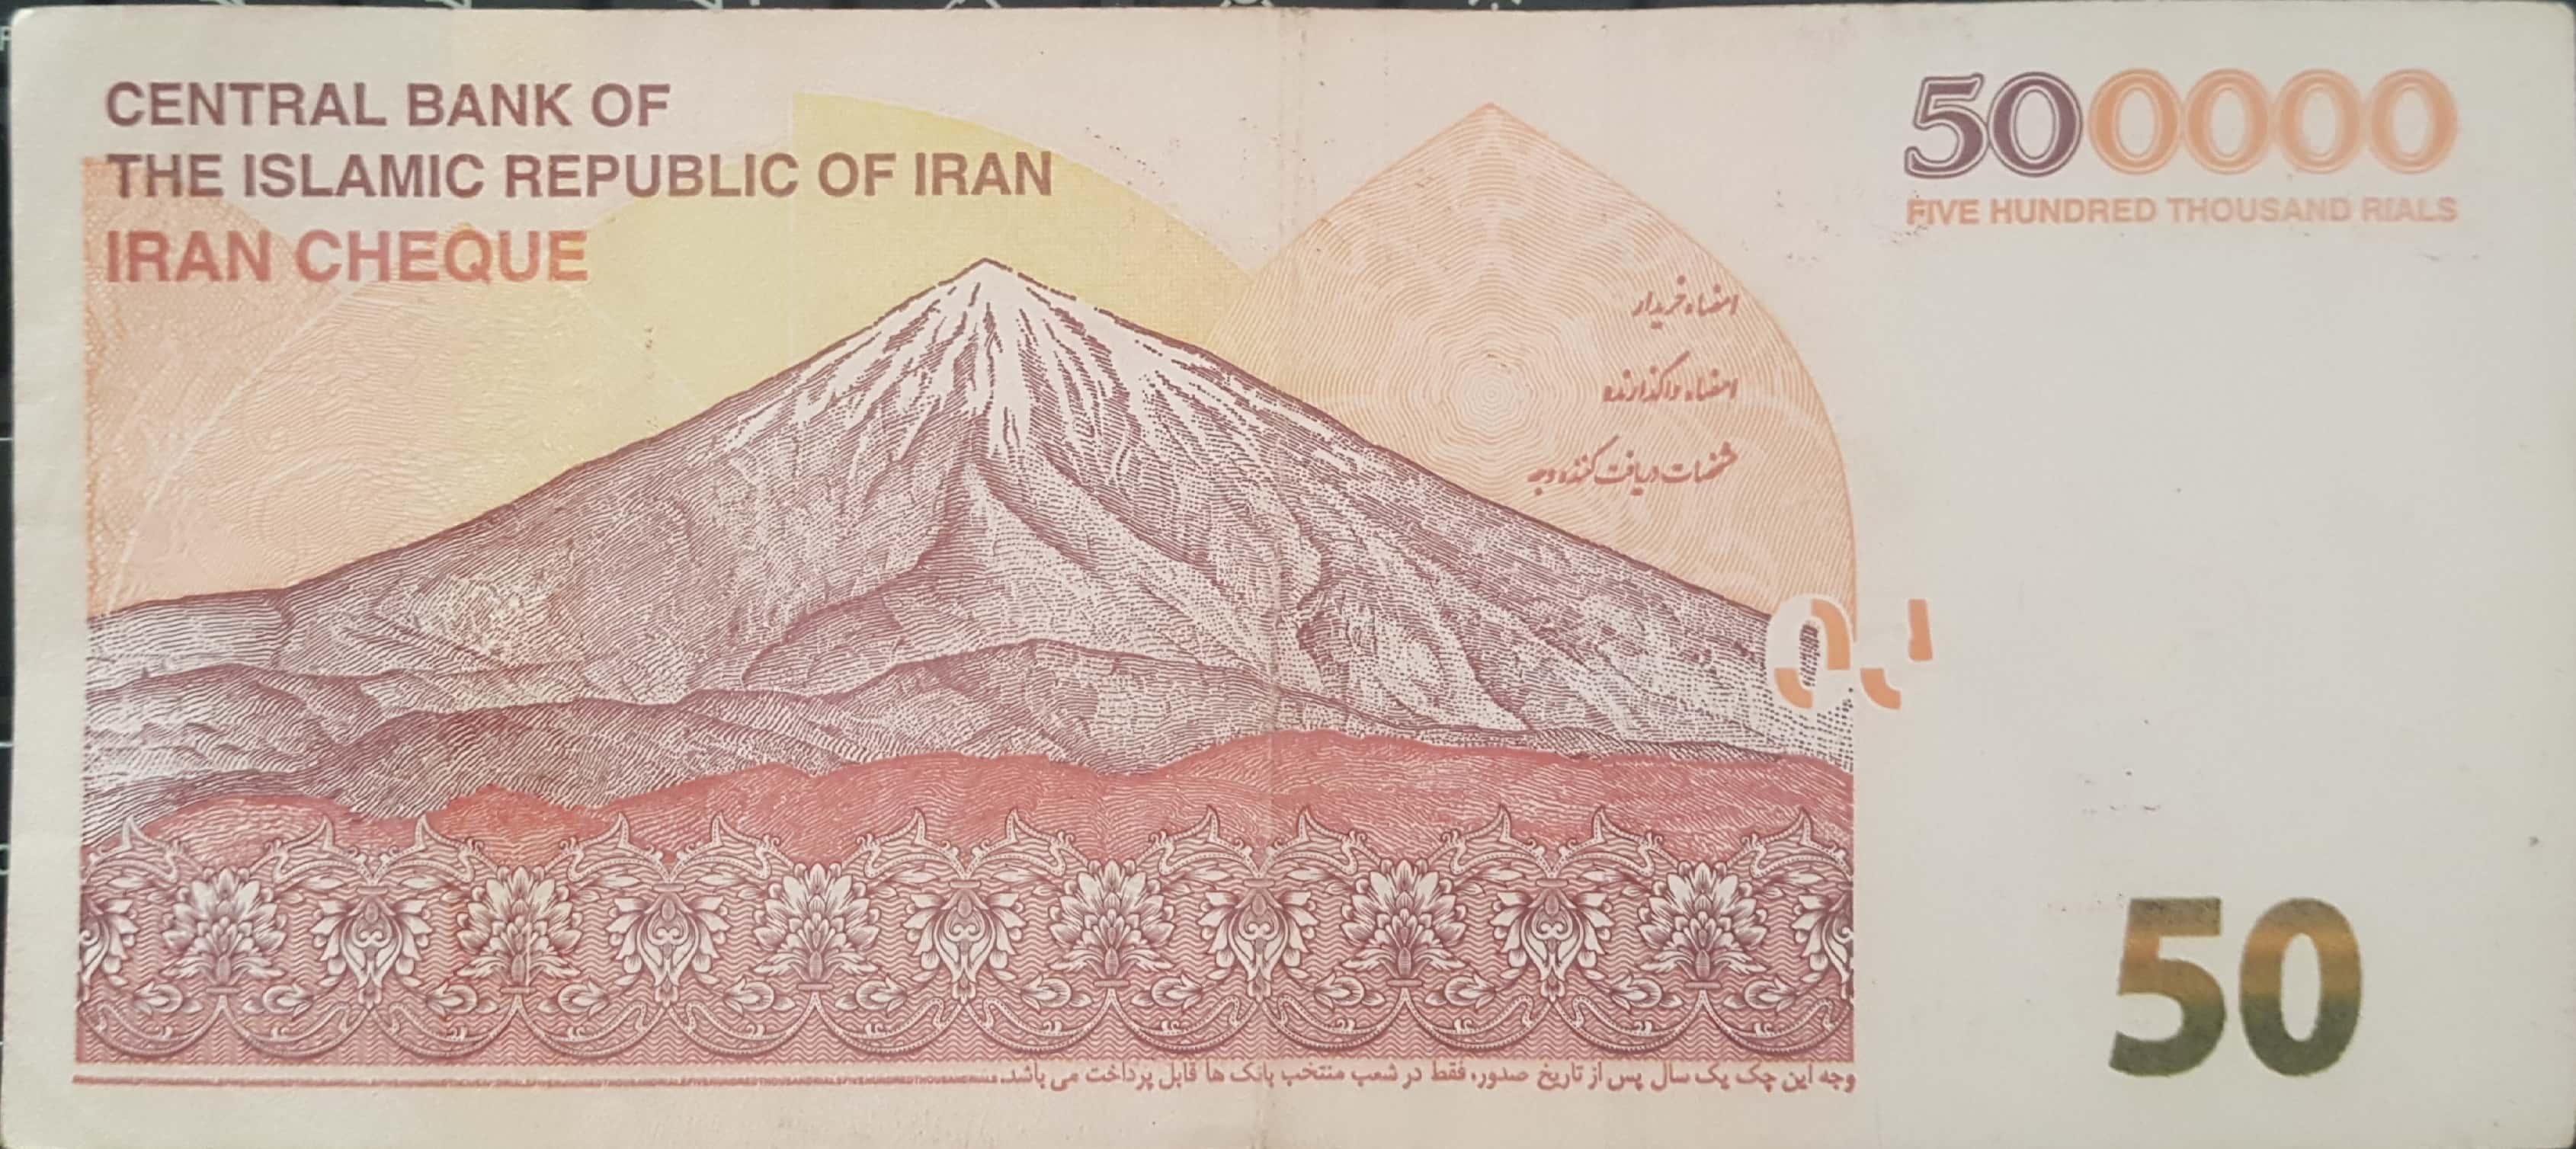 CENTRAL BANK OF
THE ISLAMIC REPUBLIC OF IRAN
IRAN CHEQUE
500000
FIVE HUNDRED THOUSAND RIALS
امضاء خریدار
امضاء واگذارنده
مشخصات دریافت کننده وجه
50
وجه این چک یک سال پس از تاریخ صدور، فقط در شعب منتخب بانک ها قابل پرداخت می باشد.